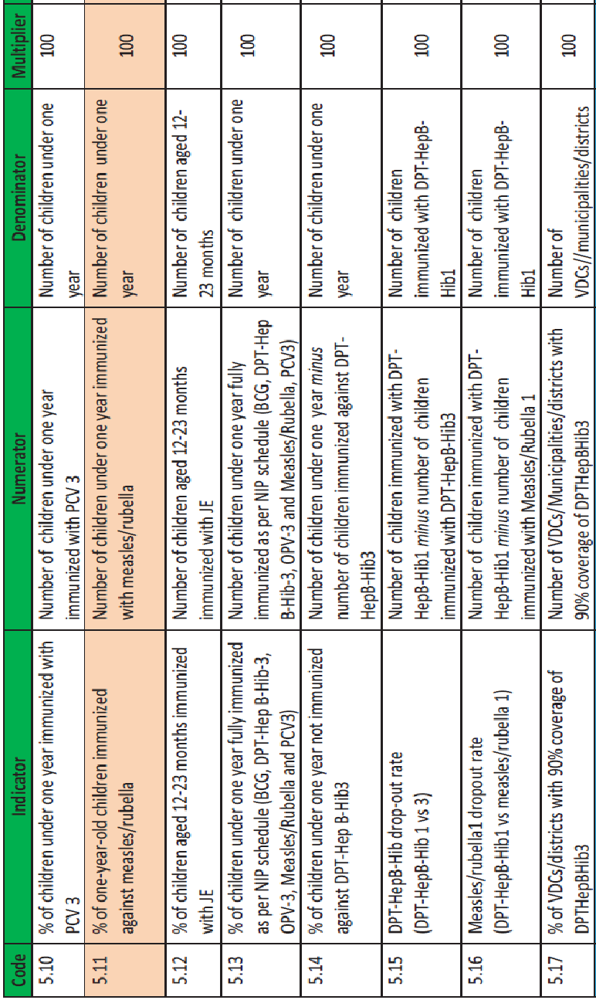 Code Indicator Numerator Denominator Multiplier
5.10 % of children under one year immunized with Number of children under one year Number of children under one 100
PCV 3 immunized with PCV 3 year
5.11 % of one-year-old children immunized Number of children under one year immunized Number of children under one 100
against measles/rubella with measles/rubella year
5.12 % of children aged 12-23 months immunized Number of children aged 12-23 months Number of children aged 12- 100
with JE immunized with JE 23 months
5.13 % of children under one year fully immunized Number of children under one year fully Number of children under one 100
as per NIP schedule (BCG, DPT-Hep B-Hib-3, immunized as per NIP schedule (BCG, DPT-Hep year
OPV-3, Measles/Rubella and PCV3) B-Hib-3, OPV-3 and Measles/Rubella, PCV3)
5.14 % of children under one year not immunized Number of children under one year minus Number of children under one 100
against DPT-Hep B-Hib3 number of children immunized against DPT- year
HepB-Hib3
5.15 DPT-HepB-Hib drop-out rate Number of children immunized with DPT- Number of children 100
(DPT-HepB-Hib 1 vs 3) HepB-Hib1 minus number of children immunized with DPT-HepB-
immunized with DPT-HepB-Hib3 Hib1
5.16 Measles/rubella1 dropout rate Number of children immunized with DPT- Number of children 100
(DPT-HepB-Hib1 vs measles/rubella 1) HepB-Hib1 minus number of children immunized with DPT-HepB-
immunized with Measles/Rubella 1 Hib1
5.17 % of VDCs/districts with 90% coverage of Number of VDCs/Municipalities/districts with Number of 100
DPTHepBHib3 90% coverage of DPTHepBHib3 VDCs//municipalities/districts